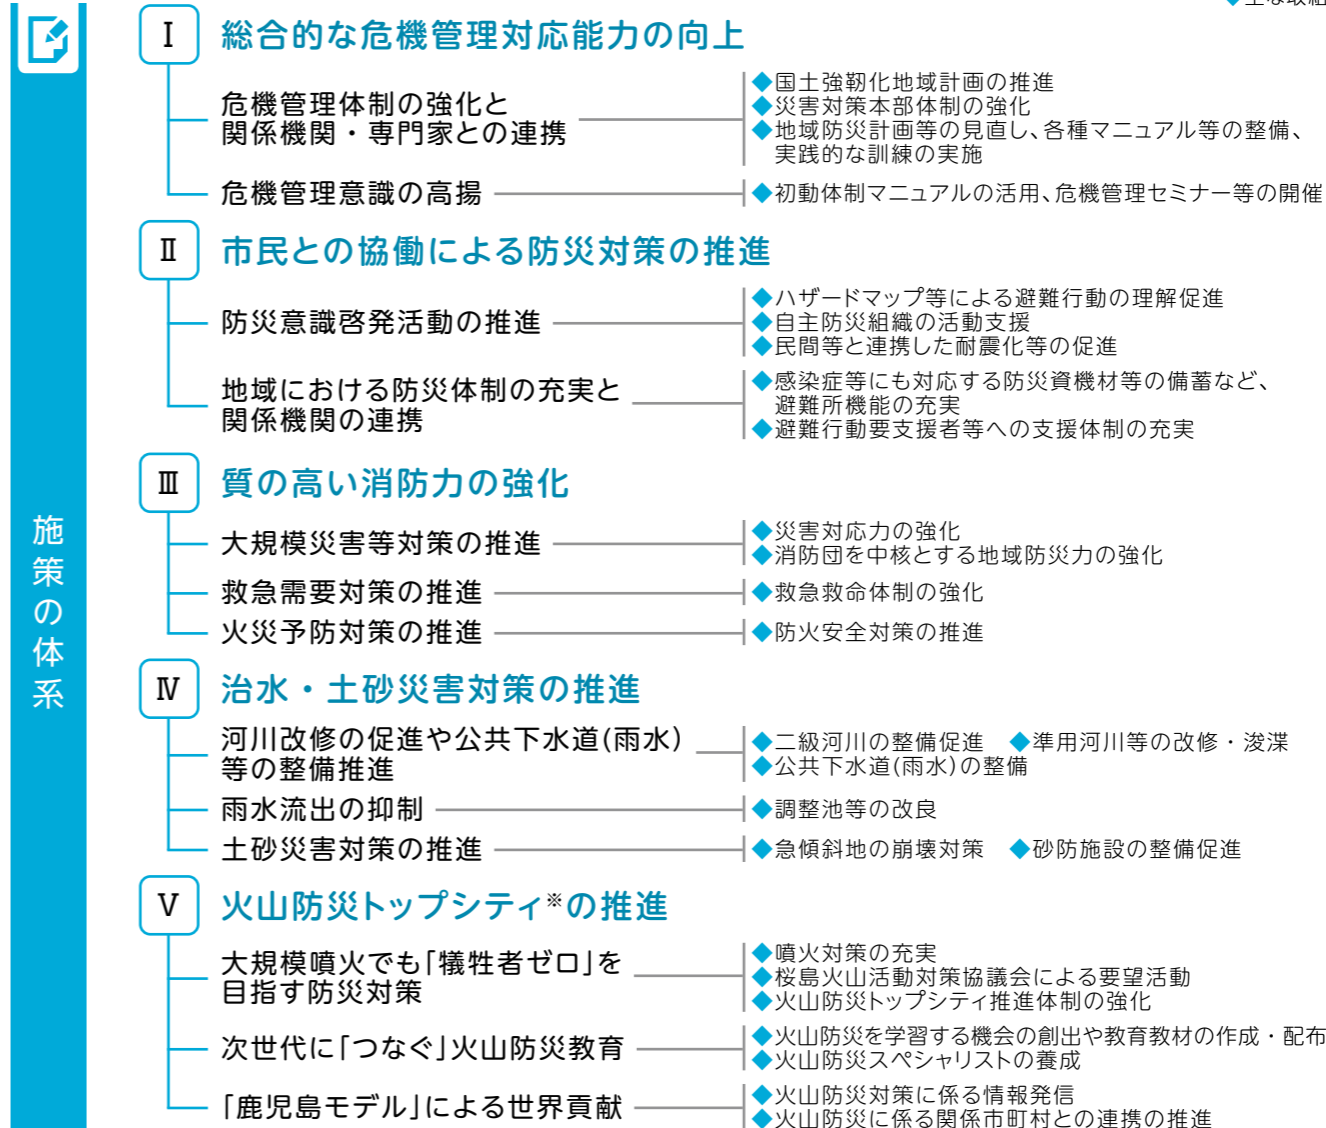 ◆主な取組
施策の体系
Ⅰ 総合的な危機管理対応能力の向上
危機管理体制の強化と
関係機関・専門家との連携
◆国土強靱化地域計画の推進
◆災害対策本部体制の強化
◆地域防災計画等の見直し、各種マニュアル等の整備、
実践的な訓練の実施
危機管理意識の高揚
◆初動体制マニュアルの活用、危機管理セミナー等の開催
Ⅱ 市民との協働による防災対策の推進
防災意識啓発活動の推進
◆ハザードマップ等による避難行動の理解促進
◆自主防災組織の活動支援
◆民間等と連携した耐震化等の促進
地域における防災体制の充実と
関係機関の連携
◆感染症等にも対応する防災資機材等の備蓄など、
避難所機能の充実
◆避難行動要支援者等への支援体制の充実
Ⅲ 質の高い消防力の強化
大規模災害等対策の推進
◆災害対応力の強化
◆消防団を中核とする地域防災力の強化
救急需要対策の推進
◆救急救命体制の強化
火災予防対策の推進
◆防火安全対策の推進
Ⅳ 治水・土砂災害対策の推進
河川改修の促進や公共下水道(雨水)
等の整備推進
◆二級河川の整備促進 ◆準用河川等の改修・浚渫
◆公共下水道(雨水)の整備
雨水流出の抑制
◆調整池等の改良
土砂災害対策の推進
◆急傾斜地の崩壊対策 ◆砂防施設の整備促進
Ⅴ 火山防災トップシティ※の推進
大規模噴火でも「犠牲者ゼロ」を
目指す防災対策
◆噴火対策の充実
◆桜島火山活動対策協議会による要望活動
◆火山防災トップシティ推進体制の強化
次世代に「つなぐ」火山防災教育
◆火山防災を学習する機会の創出や教育教材の作成・配布
◆火山防災スペシャリストの養成
「鹿児島モデル」による世界貢献
◆火山防災対策に係る情報発信
◆火山防災に係る関係市町村との連携の推進